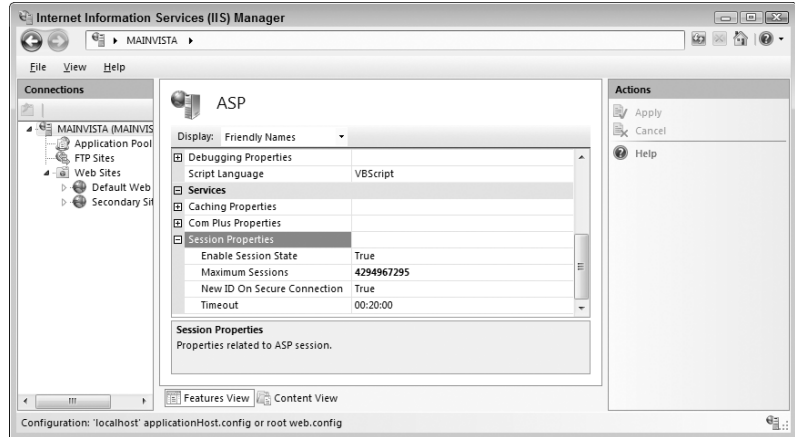 Internet Information Services (IIS) Manager
MAINVISTA
File View Help
Connections
MAINVISTA (MAINVIS
Application Pool
FTP Sites
Web Sites
Default Web
Secondary Sit
ASP
Display: Friendly Names
Debugging Properties
Script Language VBScript
Services
Caching Properties
Com Plus Properties
Session Properties
Enable Session State True
Maximum Sessions 4294967295
New ID On Secure Connection True
Timeout 00:20:00
Session Properties
Properties related to ASP session.
Features View Content View
Actions
Apply
Cancel
Help
Configuration: 'localhost' applicationHost.config or root web.config